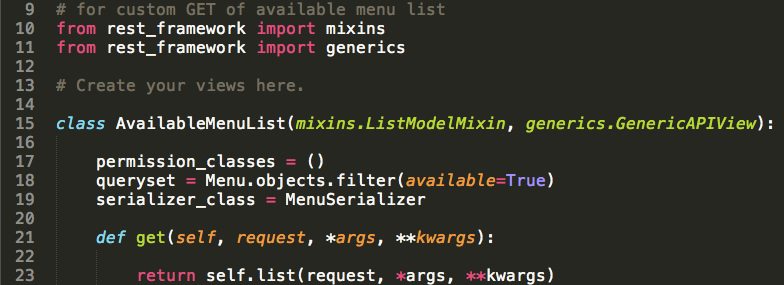 9 # for custom GET of available menu list
10 from rest_framework import mixins
11 from rest_framework import generics
12
13 # Create your views here.
14
15 class AvailableMenuList(mixins.ListModelMixin, generics.GenericAPIView):
16
17     permission_classes = ()
18     queryset = Menu.objects.filter(available=True)
19     serializer_class = MenuSerializer
20
21     def get(self, request, *args, **kwargs):
22
23         return self.list(request, *args, **kwargs)